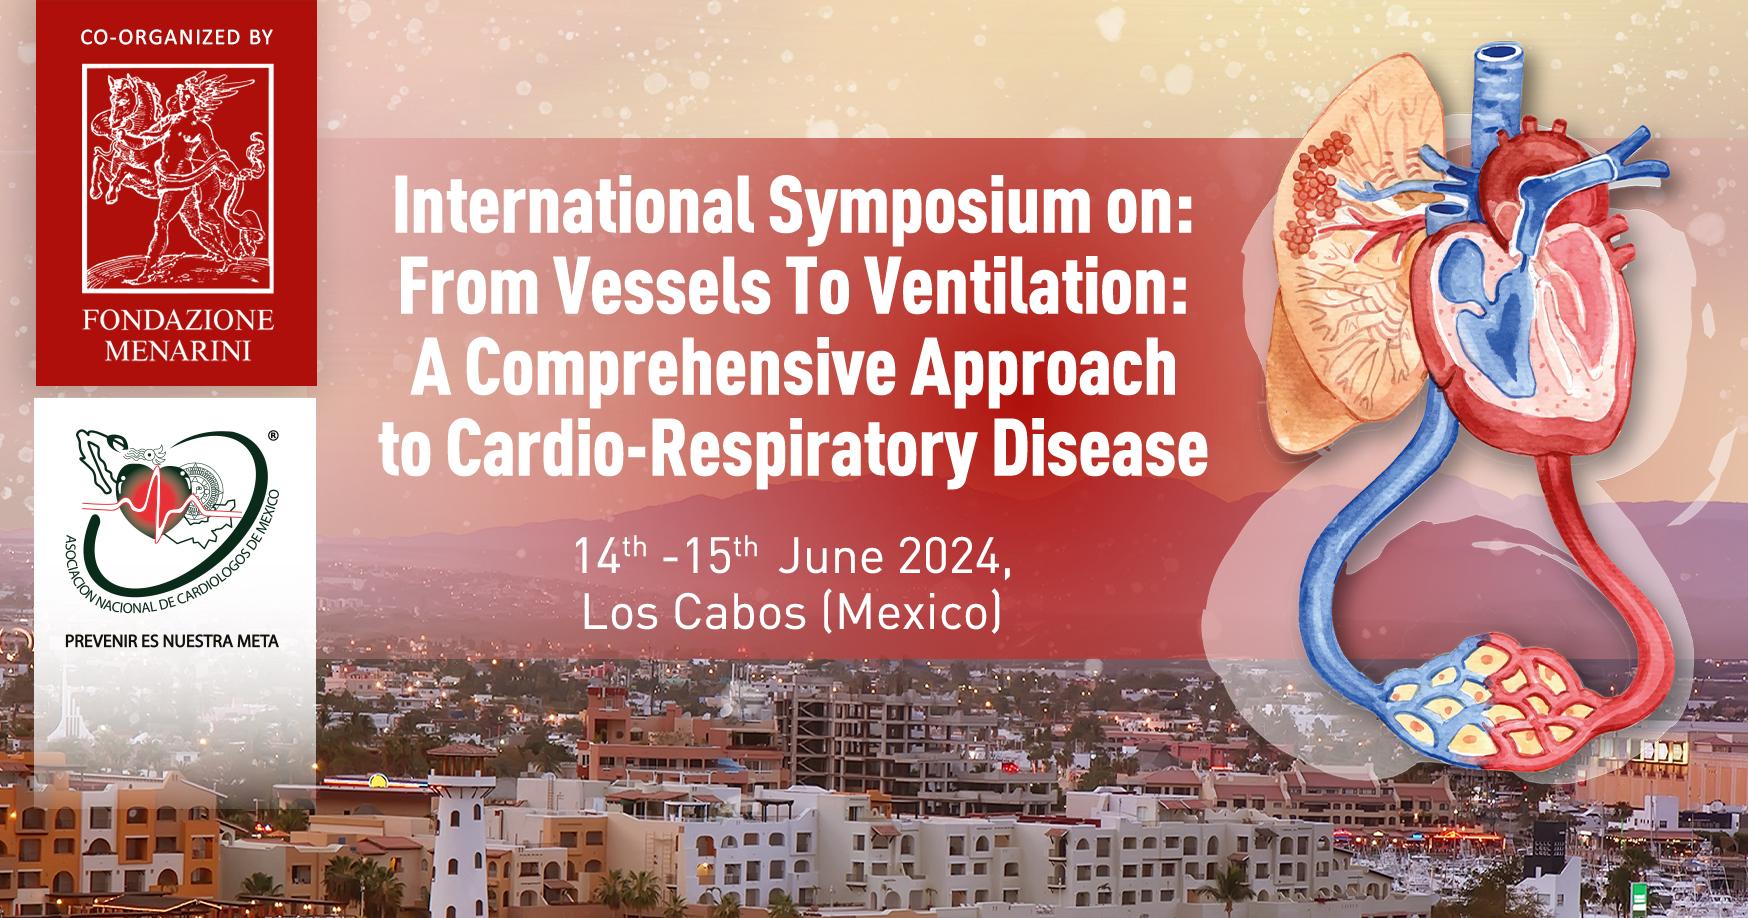 CO-ORGANIZED BY
FONDAZIONE
MENARINI
®
ASOCIACION NACIONAL DE CARDIOLOGOS DE MEXICO
PREVENIR ES NUESTRA META
International Symposium on:
From Vessels To Ventilation:
A Comprehensive Approach
to Cardio-Respiratory Disease
14th -15th June 2024,
Los Cabos (Mexico)